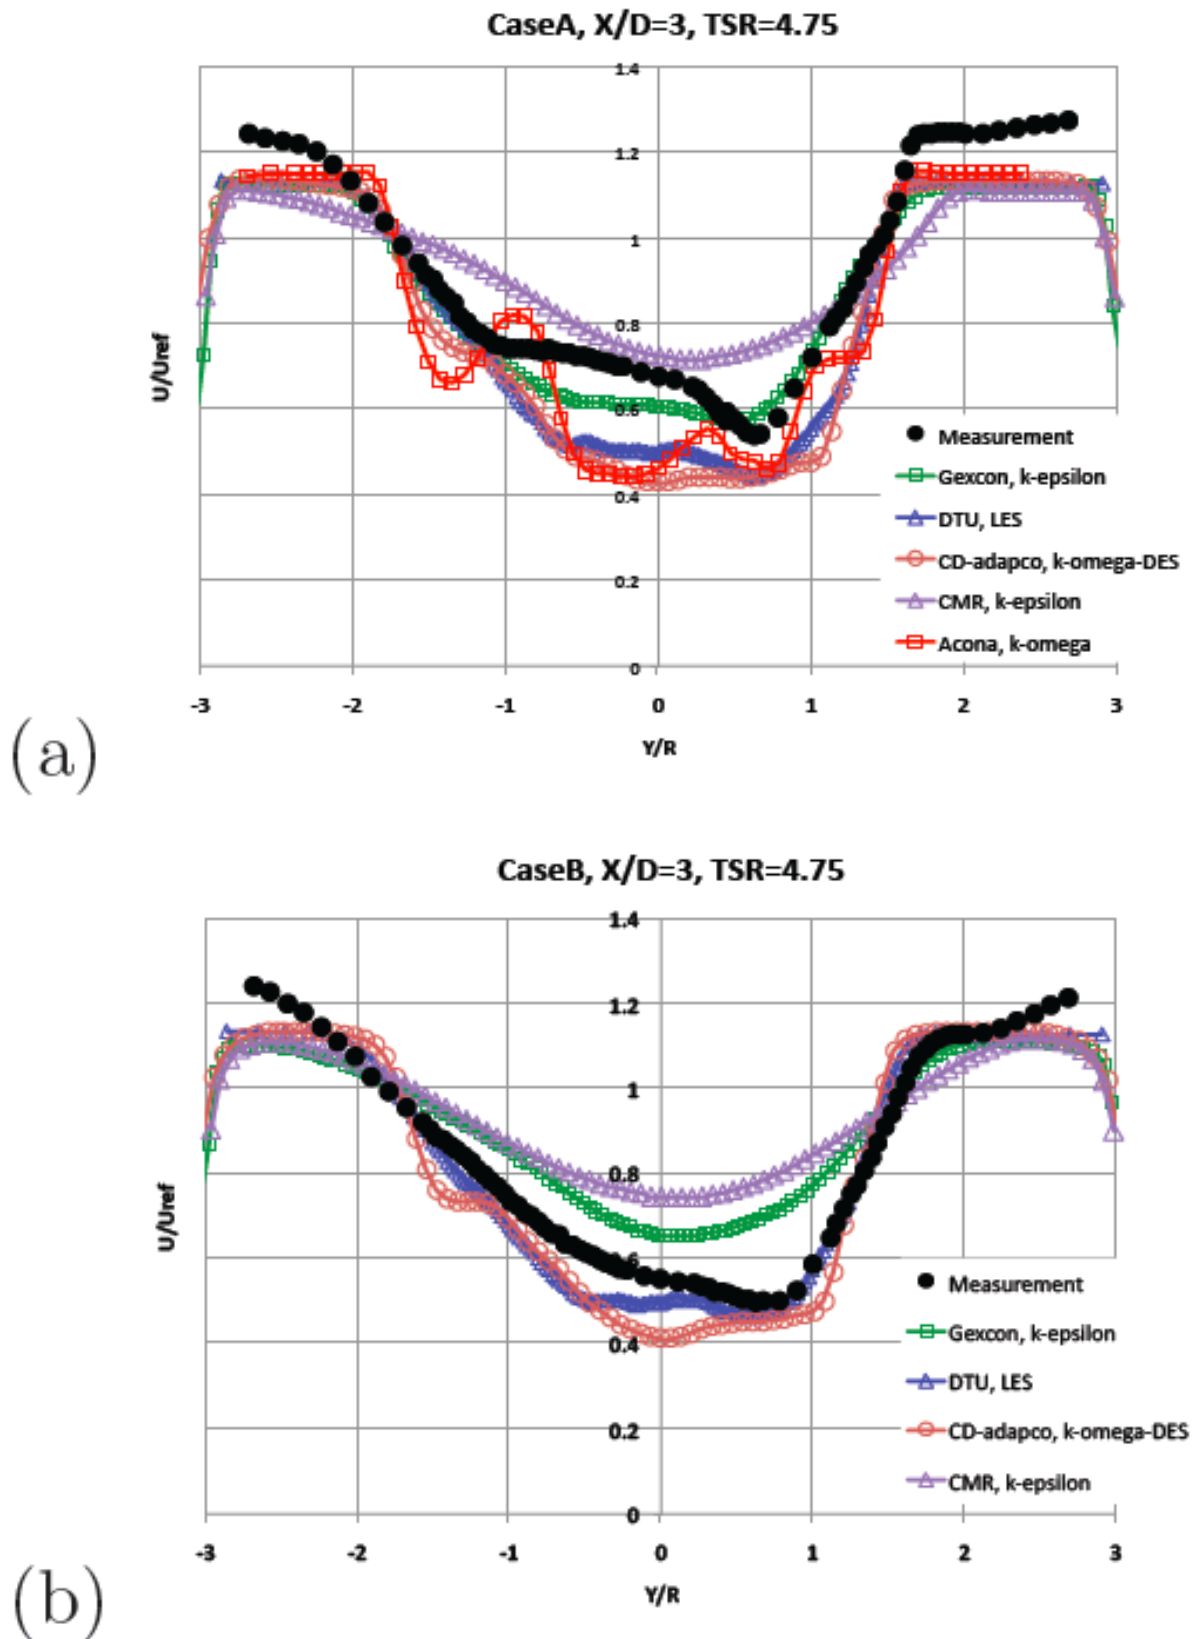 CaseA, X/D=3, TSR=4.75
1.4
1.2
1
0.8
0.6
0.4
0.2
0
U/Uref
Measurement
Gexcon, k-epsilon
DTU, LES
CD-adapco, k-omega-DES
CMR, k-epsilon
Acona, k-omega
-3 -2 -1 0 1 2 3
Y/R
(a)
CaseB, X/D=3, TSR=4.75
1.4
1.2
1
0.8
0.6
0.4
0.2
0
U/Uref
Measurement
Gexcon, k-epsilon
DTU, LES
CD-adapco, k-omega-DES
CMR, k-epsilon
-3 -2 -1 0 1 2 3
Y/R
(b)